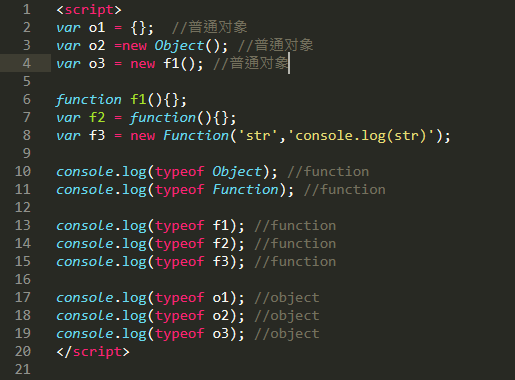 1 <script>
2 var o1 = {};  //普通对象
3 var o2 =new Object(); //普通对象
4 var o3 = new f1(); //普通对象
5
6 function f1(){};
7 var f2 = function(){};
8 var f3 = new Function('str','console.log(str)');
9
10 console.log(typeof Object); //function
11 console.log(typeof Function); //function
12
13 console.log(typeof f1); //function
14 console.log(typeof f2); //function
15 console.log(typeof f3); //function
16
17 console.log(typeof o1); //object
18 console.log(typeof o2); //object
19 console.log(typeof o3); //object
20 </script>
21